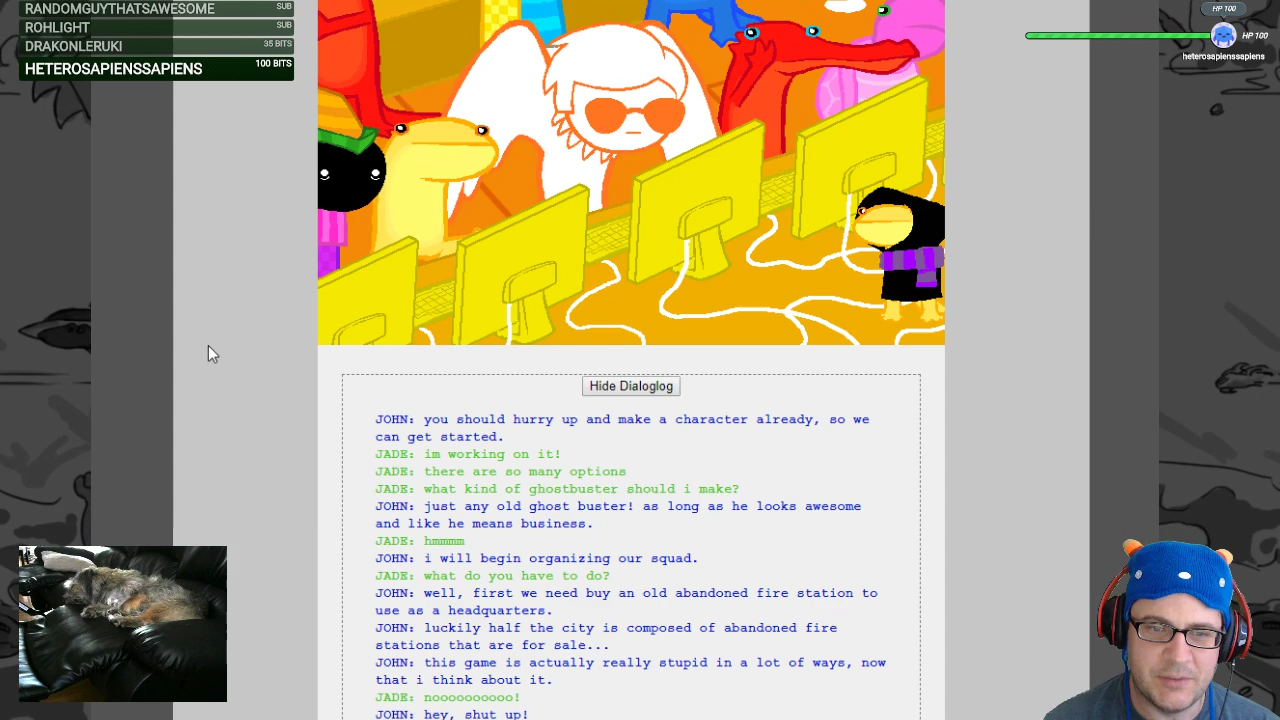 RANDOMGUYTHATSAWESOME SUB
ROHLIGHT SUB
DRAKONLERUKI 35 BITS
HETEROSAPIENSSAPIENS 100 BITS
HP 100
HP 100
heterosapienssapiens
Hide Dialoglog
JOHN: you should hurry up and make a character already, so we
can get started.
JADE: im working on it!
JADE: there are so many options
JADE: what kind of ghostbuster should i make?
JOHN: just any old ghost buster! as long as he looks awesome
and like he means business.
JADE: hmmmm
JOHN: i will begin organizing our squad.
JADE: what do you have to do?
JOHN: well, first we need buy an old abandoned fire station to
use as a headquarters.
JOHN: luckily half the city is composed of abandoned fire
stations that are for sale...
JOHN: this game is actually really stupid in a lot of ways, now
that i think about it.
JADE: noooooooooo!
JOHN: hey, shut up!